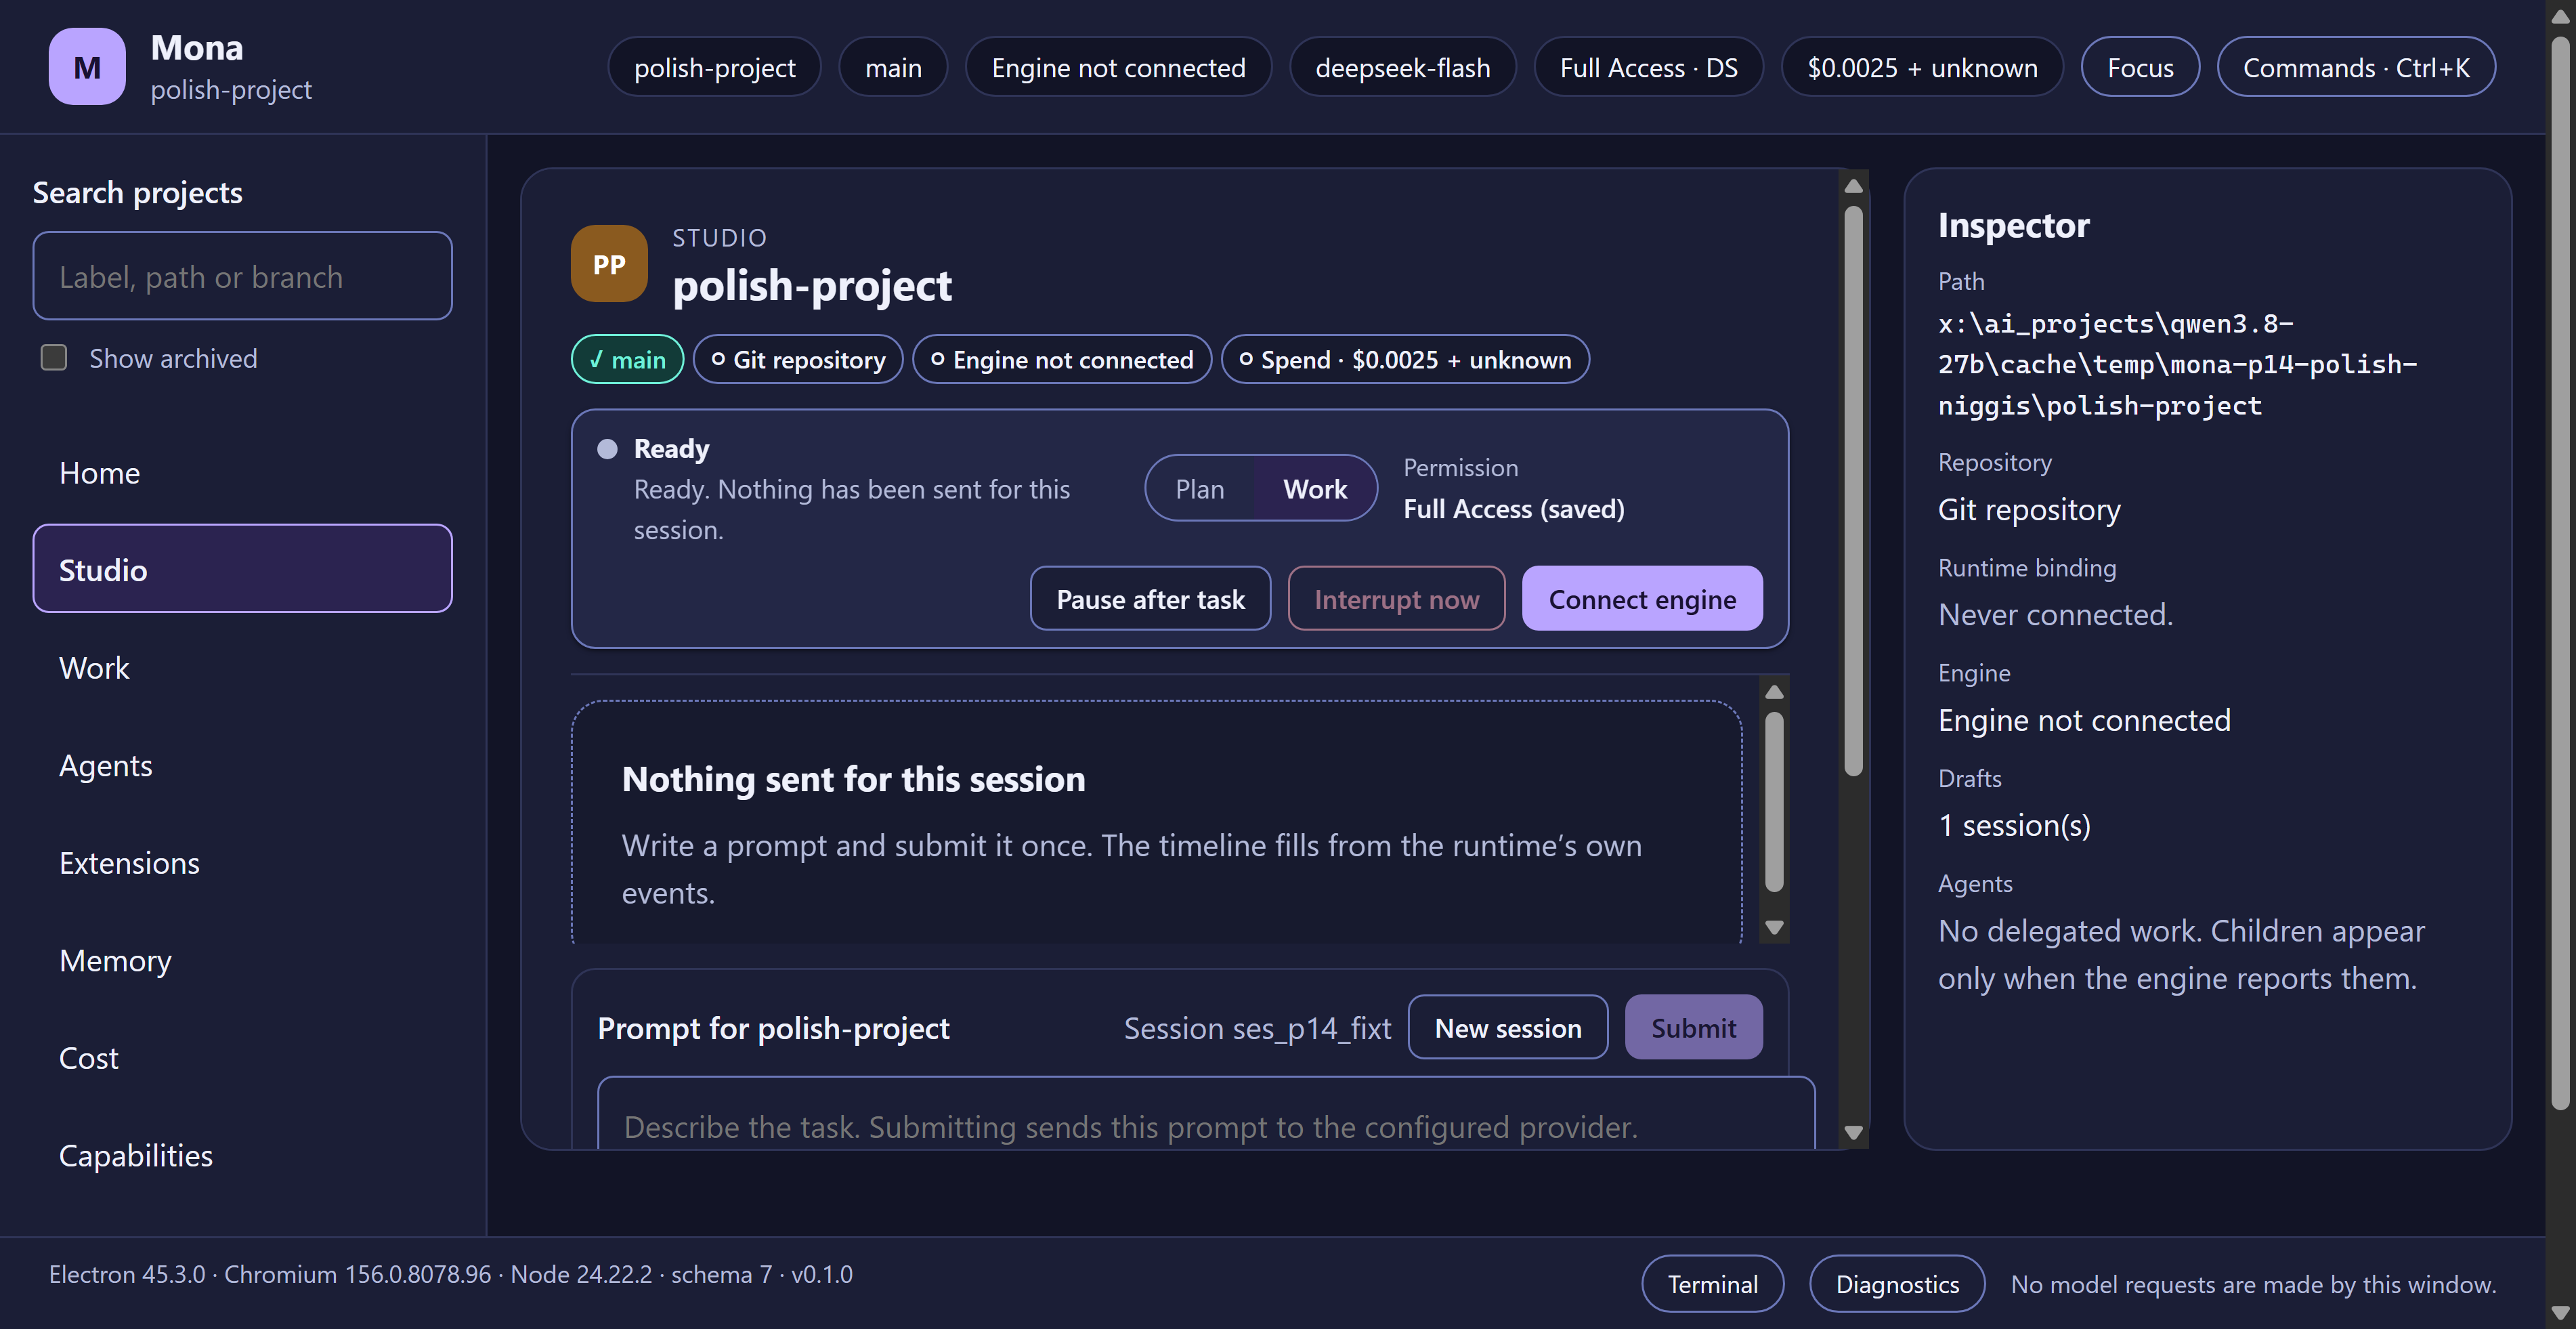 M
Mona
polish-project
polish-project
main
Engine not connected
deepseek-flash
Full Access · DS
$0.0025 + unknown
Focus
Commands · Ctrl+K
Search projects
Label, path or branch
Show archived
Home
Studio
Work
Agents
Extensions
Memory
Cost
Capabilities
PP
STUDIO
polish-project
✓ main
Git repository
Engine not connected
Spend · $0.0025 + unknown
Ready
Ready. Nothing has been sent for this
session.
Plan
Work
Permission
Full Access (saved)
Pause after task
Interrupt now
Connect engine
Nothing sent for this session
Write a prompt and submit it once. The timeline fills from the runtime’s own
events.
Prompt for polish-project
Session ses_p14_fixt
New session
Submit
Describe the task. Submitting sends this prompt to the configured provider.
Inspector
Path
x:\ai_projects\qwen3.8-
27b\cache\temp\mona-p14-polish-
niggis\polish-project
Repository
Git repository
Runtime binding
Never connected.
Engine
Engine not connected
Drafts
1 session(s)
Agents
No delegated work. Children appear
only when the engine reports them.
Electron 45.3.0 · Chromium 156.0.8078.96 · Node 24.22.2 · schema 7 · v0.1.0
Terminal
Diagnostics
No model requests are made by this window.